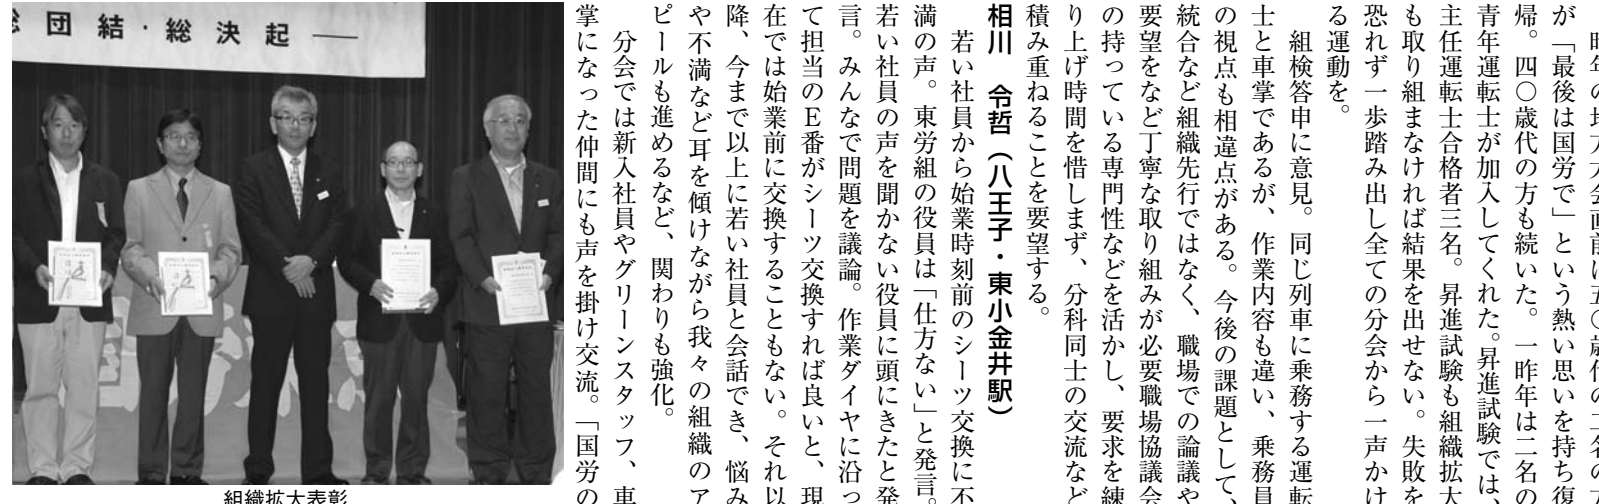 が「最後は国労で」という熱い思いを持ち復
帰。四〇歳代の方も続いた。一昨年は二名の
青年運転士が加入してくれた。昇進試験では、
主任運転士合格者三名。昇進試験も組織拡大
も取り組まなければ結果を出せない。失敗を
恐れず一歩踏み出し全ての分会から一声かけ
る運動を。
組検答申に意見。同じ列車に乗務する運転
士と車掌であるが、作業内容も違い、乗務員
の視点も相違点がある。今後の課題として、
統合など組織先行ではなく、職場での論議や
要望をなど丁寧な取り組みが必要職場協議会
の持っている専門性などを活かし、要求を練
り上げ時間を惜しまず、分科同士の交流など
積み重ねることを要望する。
相川 令哲（八王子・東小金井駅）
若い社員から始業時刻前のシーツ交換に不
満の声。東労組の役員は「仕方ない」と発言。
若い社員の声を聞かない役員に頭にきたと発
言。みんなで問題を議論。作業ダイヤに沿っ
て担当のE番がシーツ交換すれば良いと、現
在では始業前に交換することもない。それ以
降、今まで以上に若い社員と会話でき、悩み
や不満など耳を傾けながら我々の組織のア
ピールも進めるなど、関わりも強化。
分会では新入社員やグリーンスタッフ、車
掌になった仲間にも声を掛け交流。「国労の
団結・総決起―
組織拡大表彰